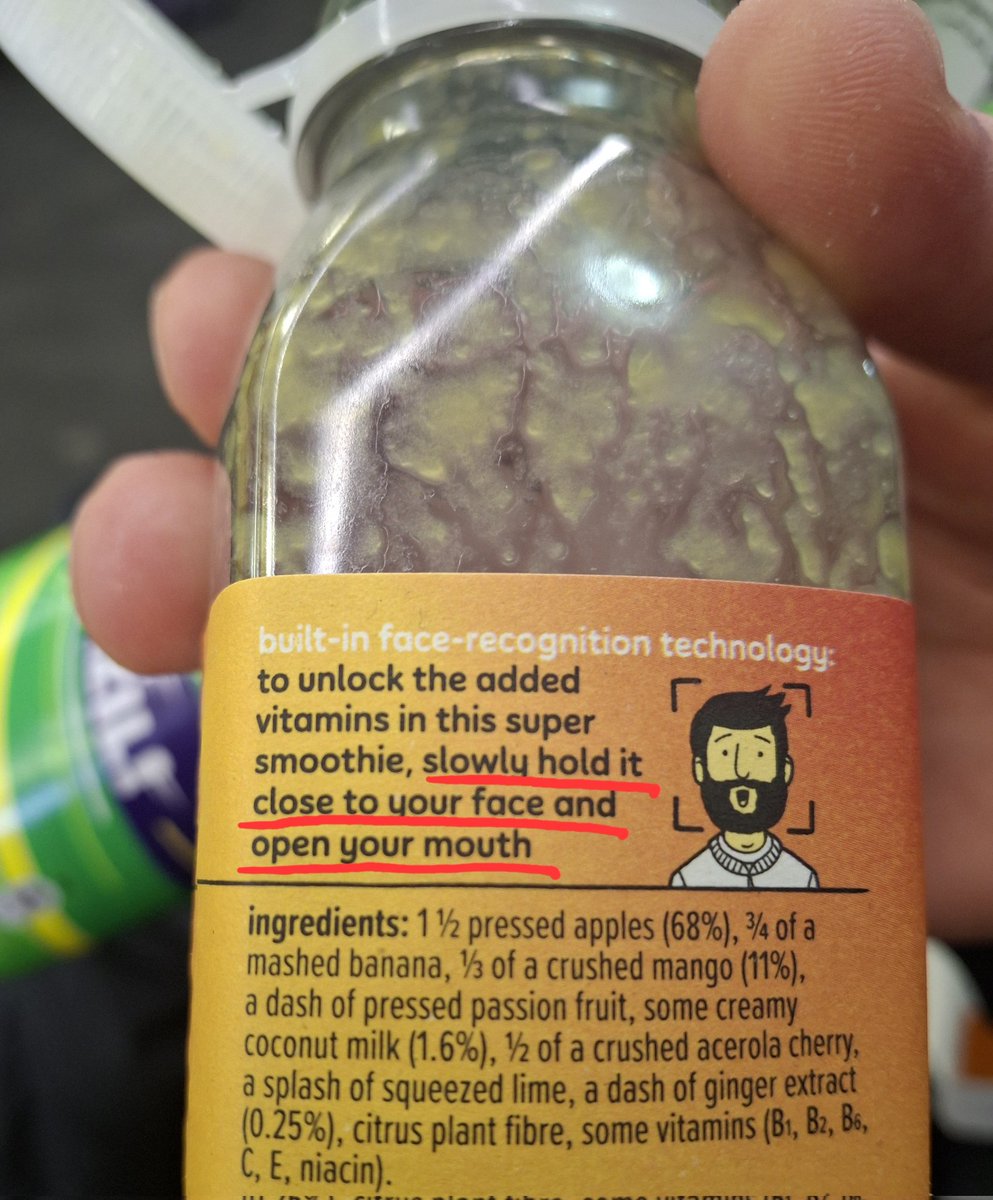 built-in face-recognition technology:
to unlock the added
vitamins in this super
smoothie, slowly hold it
close to your face and
open your mouth
ingredients: 1 ½ pressed apples (68%), ¾ of a
mashed banana, ⅓ of a crushed mango (11%),
a dash of pressed passion fruit, some creamy
coconut milk (1.6%), ½ of a crushed acerola cherry,
a splash of squeezed lime, a dash of ginger extract
(0.25%), citrus plant fibre, some vitamins (B₁, B₂, B₆,
C, E, niacin).